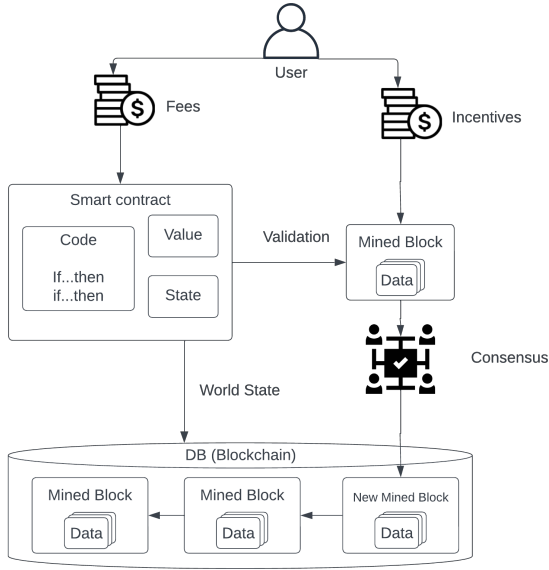 User
Fees
Incentives
$
$
Smart contract
Code
If...then
if...then
Value
State
Validation
Mined Block
Data
Consensus
World State
DB (Blockchain)
Mined Block
Data
Mined Block
Data
New Mined Block
Data